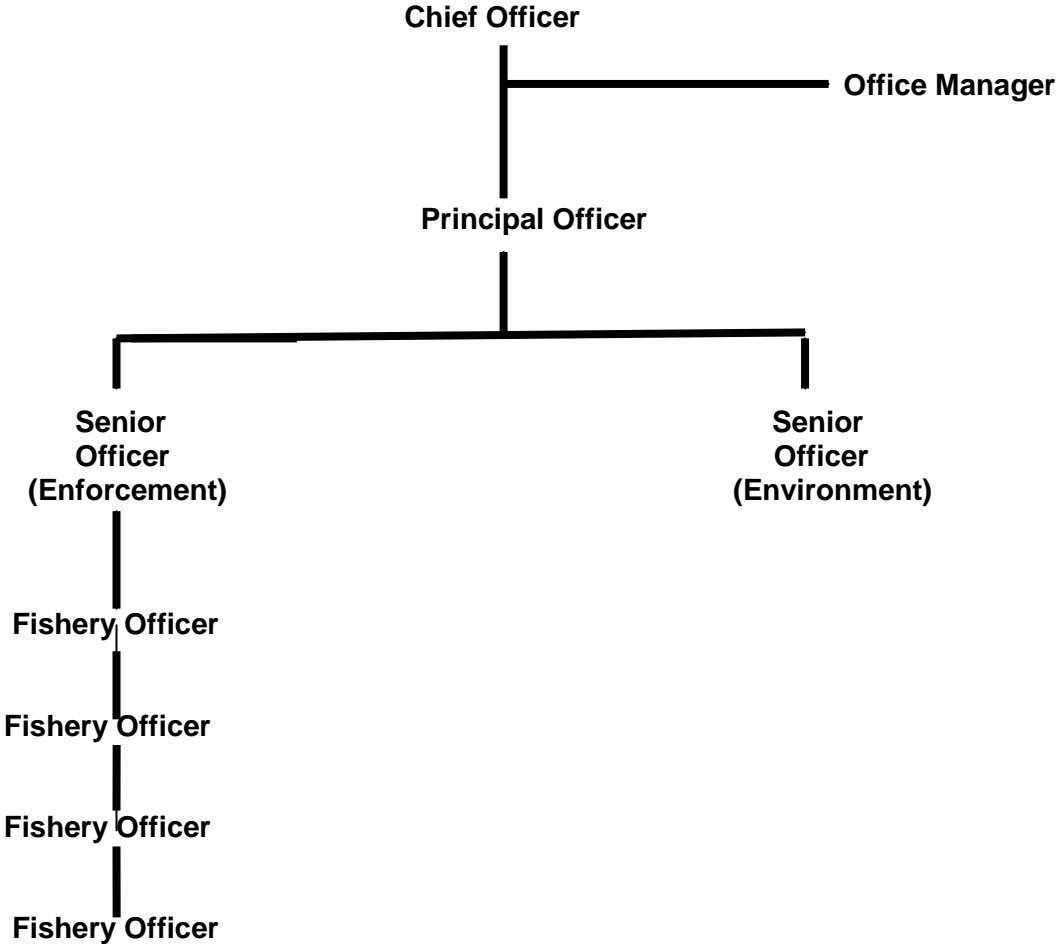 Chief Officer
Office Manager
Principal Officer
Senior
Officer
(Enforcement)
Senior
Officer
(Environment)
Fishery Officer
Fishery Officer
Fishery Officer
Fishery Officer